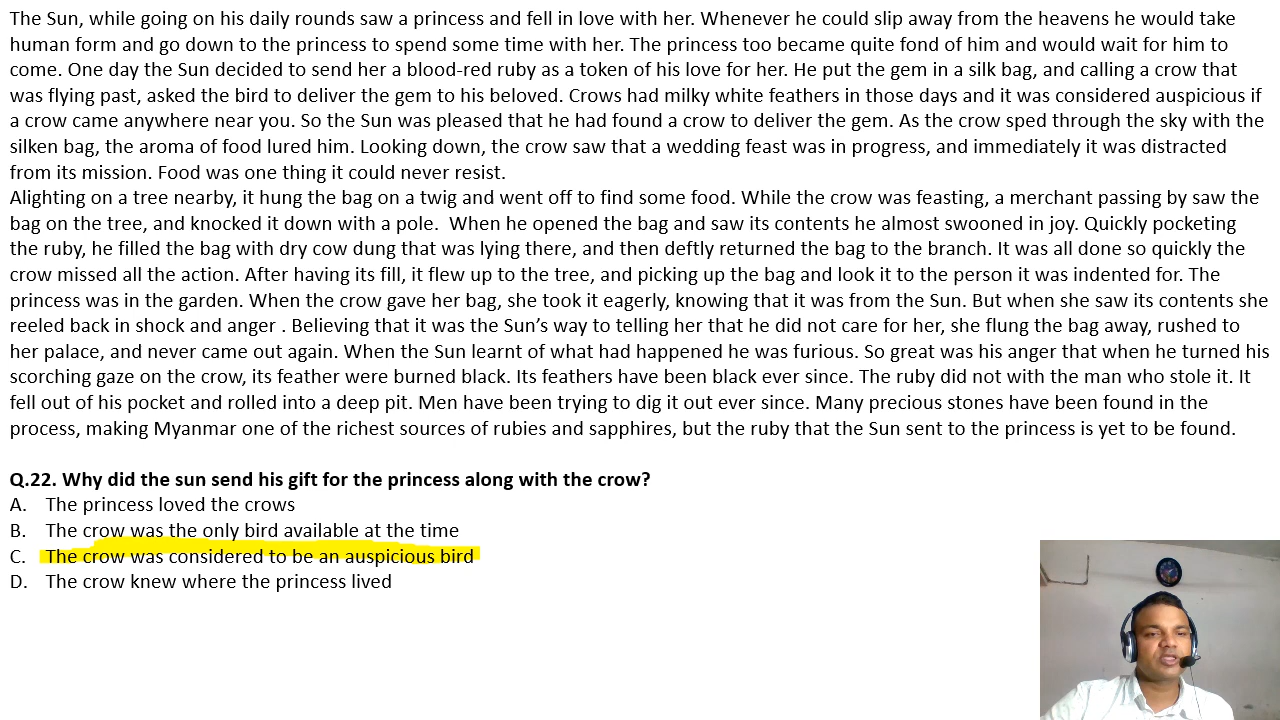 The Sun, while going on his daily rounds saw a princess and fell in love with her. Whenever he could slip away from the heavens he would take
human form and go down to the princess to spend some time with her. The princess too became quite fond of him and would wait for him to
come. One day the Sun decided to send her a blood-red ruby as a token of his love for her. He put the gem in a silk bag, and calling a crow that
was flying past, asked the bird to deliver the gem to his beloved. Crows had milky white feathers in those days and it was considered auspicious if
a crow came anywhere near you. So the Sun was pleased that he had found a crow to deliver the gem. As the crow sped through the sky with the
silken bag, the aroma of food lured him. Looking down, the crow saw that a wedding feast was in progress, and immediately it was distracted
from its mission. Food was one thing it could never resist.
Alighting on a tree nearby, it hung the bag on a twig and went off to find some food. While the crow was feasting, a merchant passing by saw the
bag on the tree, and knocked it down with a pole.  When he opened the bag and saw its contents he almost swooned in joy. Quickly pocketing
the ruby, he filled the bag with dry cow dung that was lying there, and then deftly returned the bag to the branch. It was all done so quickly the
crow missed all the action. After having its fill, it flew up to the tree, and picking up the bag and look it to the person it was indented for. The
princess was in the garden. When the crow gave her bag, she took it eagerly, knowing that it was from the Sun. But when she saw its contents she
reeled back in shock and anger . Believing that it was the Sun’s way to telling her that he did not care for her, she flung the bag away, rushed to
her palace, and never came out again. When the Sun learnt of what had happened he was furious. So great was his anger that when he turned his
scorching gaze on the crow, its feather were burned black. Its feathers have been black ever since. The ruby did not with the man who stole it. It
fell out of his pocket and rolled into a deep pit. Men have been trying to dig it out ever since. Many precious stones have been found in the
process, making Myanmar one of the richest sources of rubies and sapphires, but the ruby that the Sun sent to the princess is yet to be found.
Q.22. Why did the sun send his gift for the princess along with the crow?
A. The princess loved the crows
B. The crow was the only bird available at the time
C. The crow was considered to be an auspicious bird
D. The crow knew where the princess lived